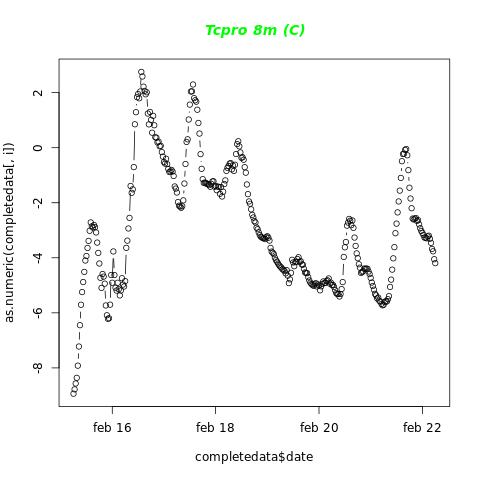 Tcpro 8m (C)
as.numeric(completedata[, i])
2
0
-2
-4
-6
-8
feb 16
feb 18
feb 20
feb 22
completedata$date